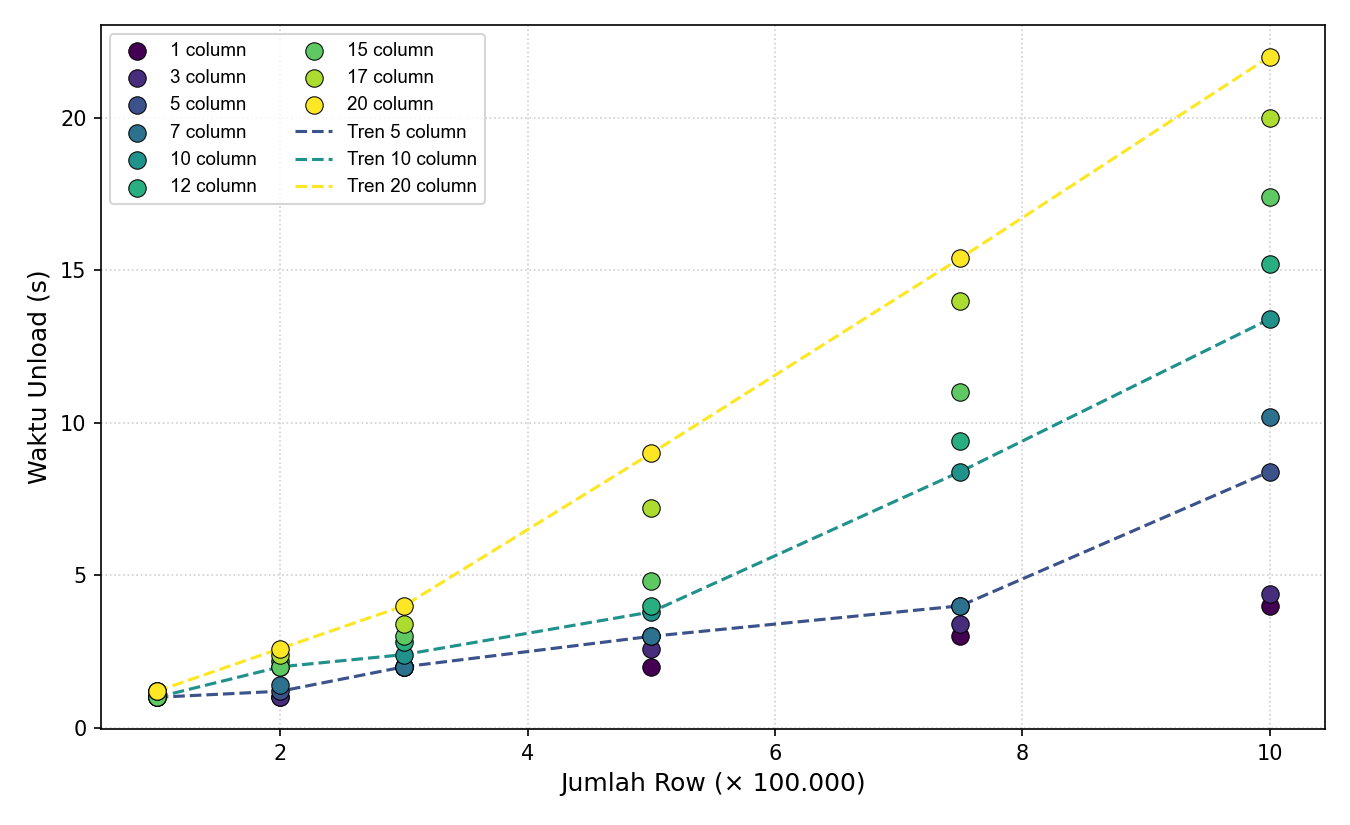 1 column
3 column
5 column
7 column
10 column
12 column
15 column
17 column
20 column
Tren 5 column
Tren 10 column
Tren 20 column
Waktu Unload (s)
20
15
10
5
0
2
4
6
8
10
Jumlah Row (× 100.000)